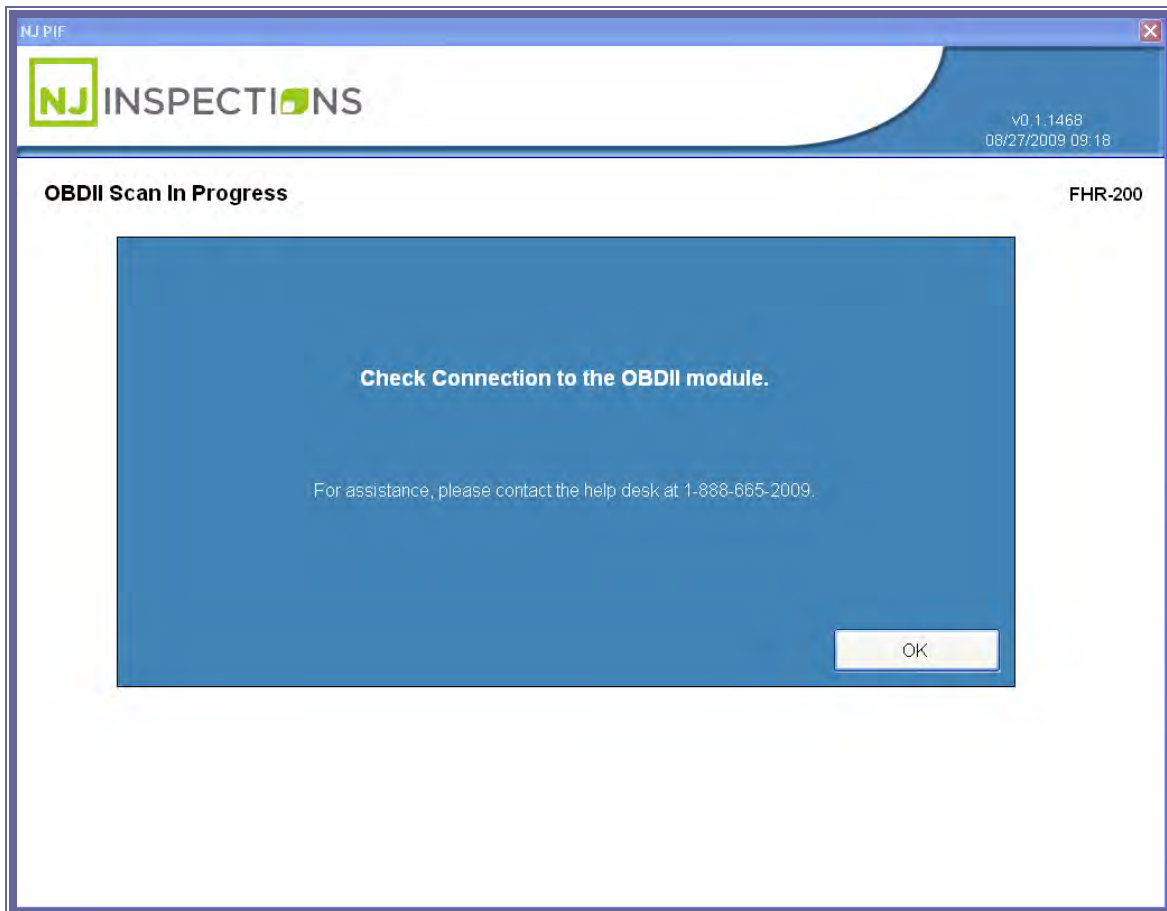 NJ PIF
NJ INSPECTIONS
v0.1.1468
08/27/2009 09:18
OBDII Scan In Progress
FHR-200
Check Connection to the OBDII module.
For assistance, please contact the help desk at 1-888-665-2009.
OK